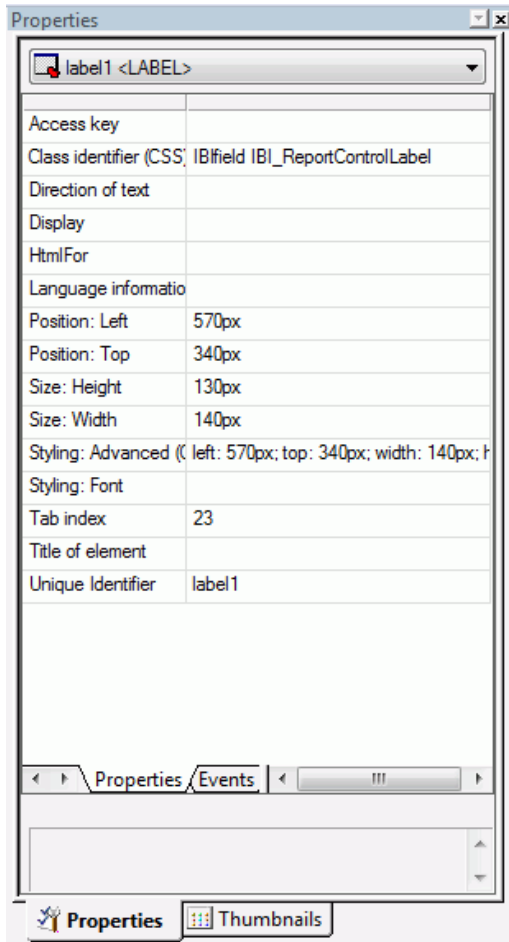 Properties
label1 <LABEL>
Access key
Class identifier (CSS) IBIfield IBI_ReportControlLabel
Direction of text
Display
HtmlFor
Language informatio
Position: Left 570px
Position: Top 340px
Size: Height 130px
Size: Width 140px
Styling: Advanced (C left: 570px; top: 340px; width: 140px; h
Styling: Font
Tab index 23
Title of element
Unique Identifier label1
Properties Events
Properties Thumbnails